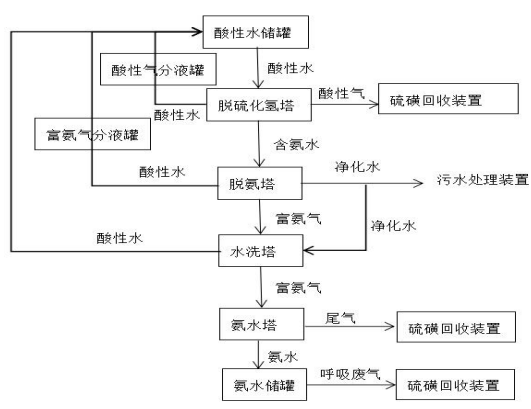 酸性水储罐
酸性气分液罐
酸性水
酸性水
脱硫化氢塔
酸性气
硫磺回收装置
富氨气分液罐
含氨水
酸性水
脱氨塔
净化水
污水处理装置
富氨气
净化水
酸性水
水洗塔
富氨气
氨水塔
尾气
硫磺回收装置
氨水
氨水储罐
呼吸废气
硫磺回收装置